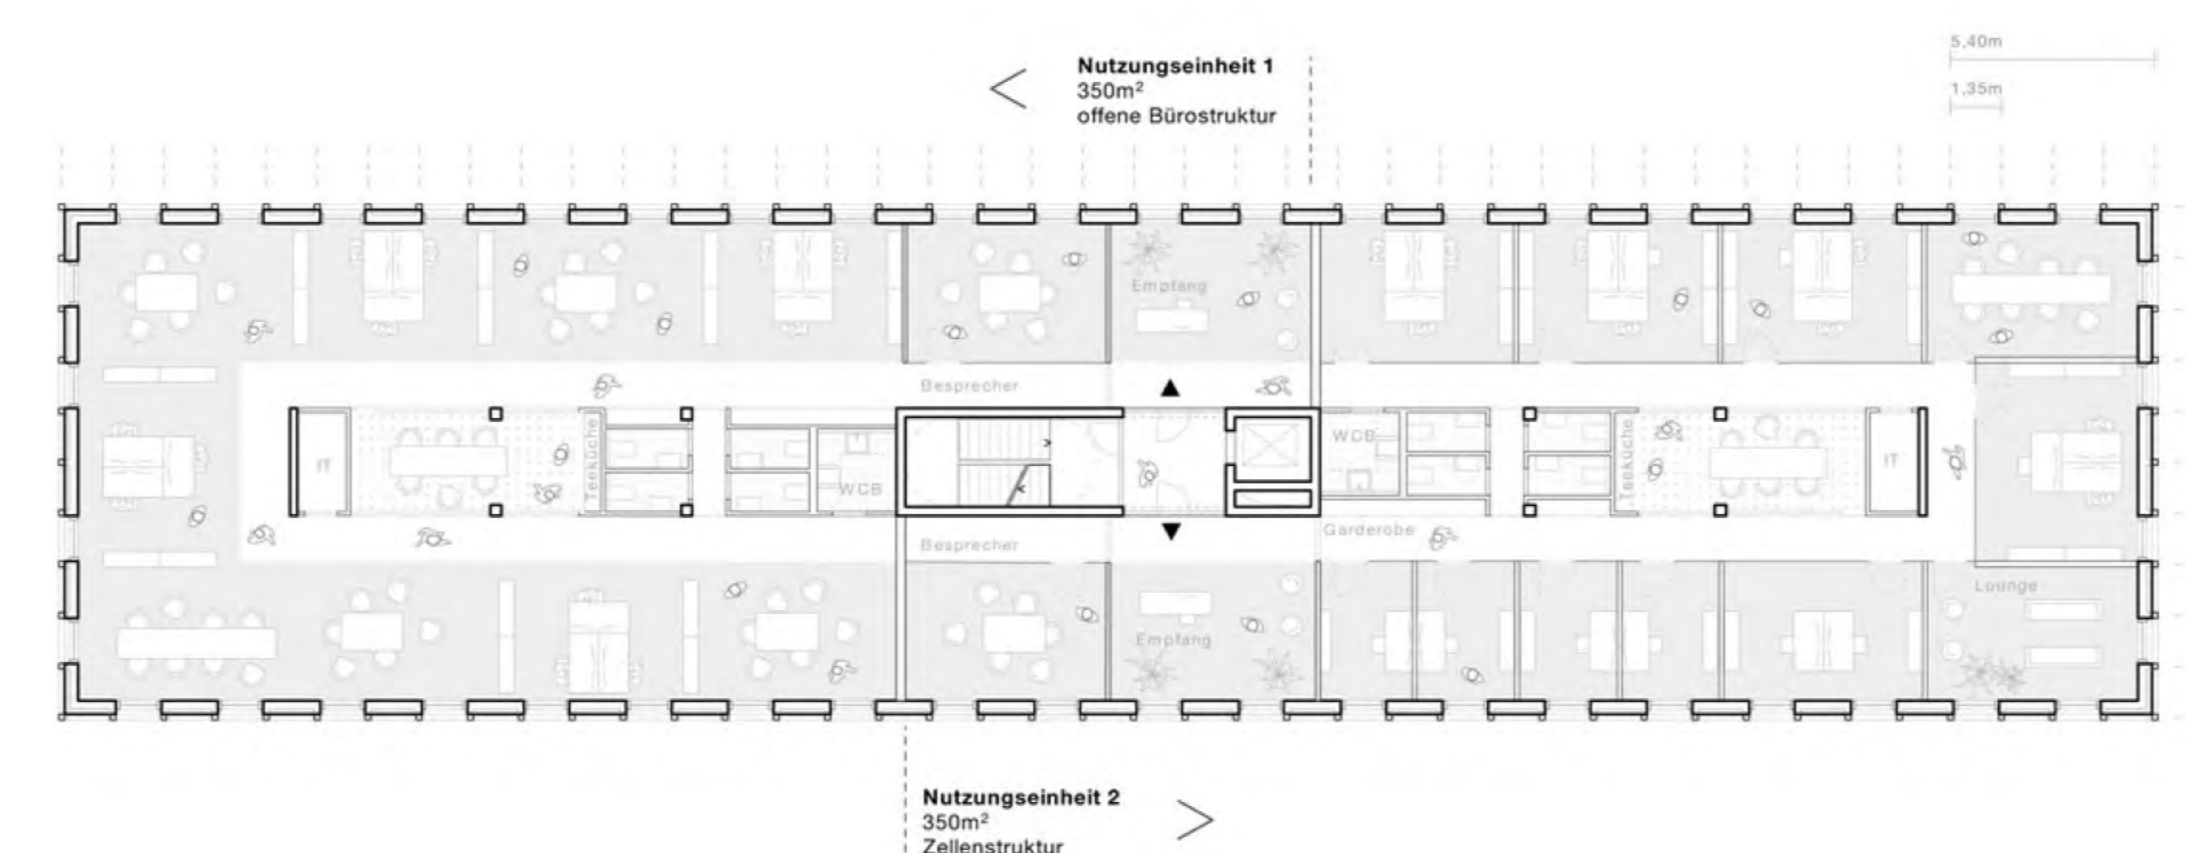 5,40m
Nutzungseinheit 1
350m²
1,35m
offene Bürostruktur
Empfang
Besprecher
IT
Teeküche
WCB
WCB
Teeküche
IT
Besprecher
Garderobe
Lounge
Empfang
Nutzungseinheit 2
350m²
Zellenstruktur